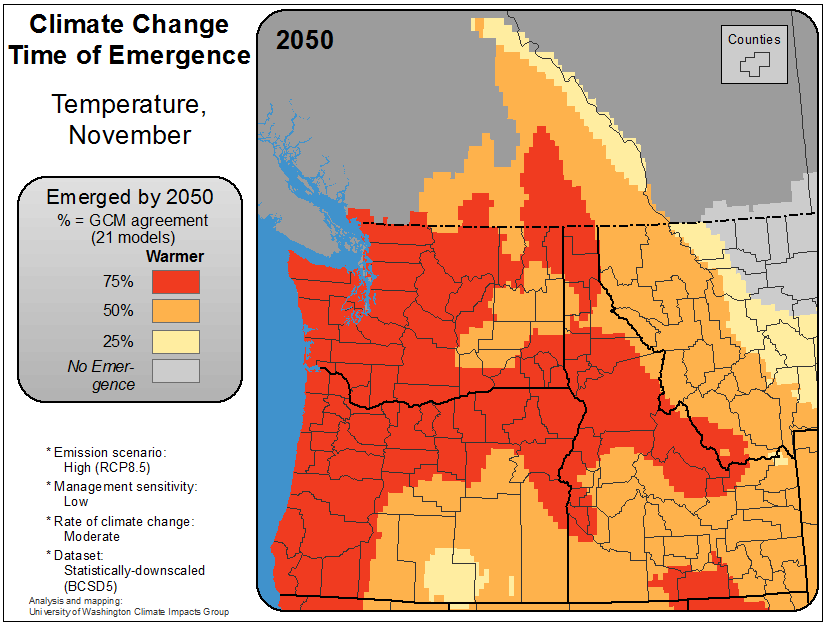 Climate Change
Time of Emergence
Temperature,
November
Emerged by 2050
% = GCM agreement
(21 models)
Warmer
75%
50%
25%
No Emer-
gence
* Emission scenario:
High (RCP8.5)
* Management sensitivity:
Low
* Rate of climate change:
Moderate
* Dataset:
Statistically-downscaled
(BCSD5)
Analysis and mapping:
University of Washington Climate Impacts Group
2050
Counties